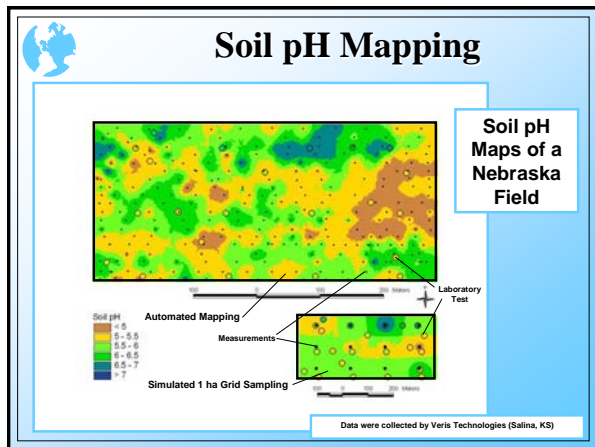 Soil pH Mapping
Soil pH
Maps of a
Nebraska
Field
100 0 100 200 Meters
Laboratory
Test
Automated Mapping
Measurements
Soil pH
< 5
5 - 5.5
5.5 - 6
6 - 6.5
6.5 - 7
> 7
Simulated 1 ha Grid Sampling
100 0 100 200 Meters
Data were collected by Veris Technologies (Salina, KS)